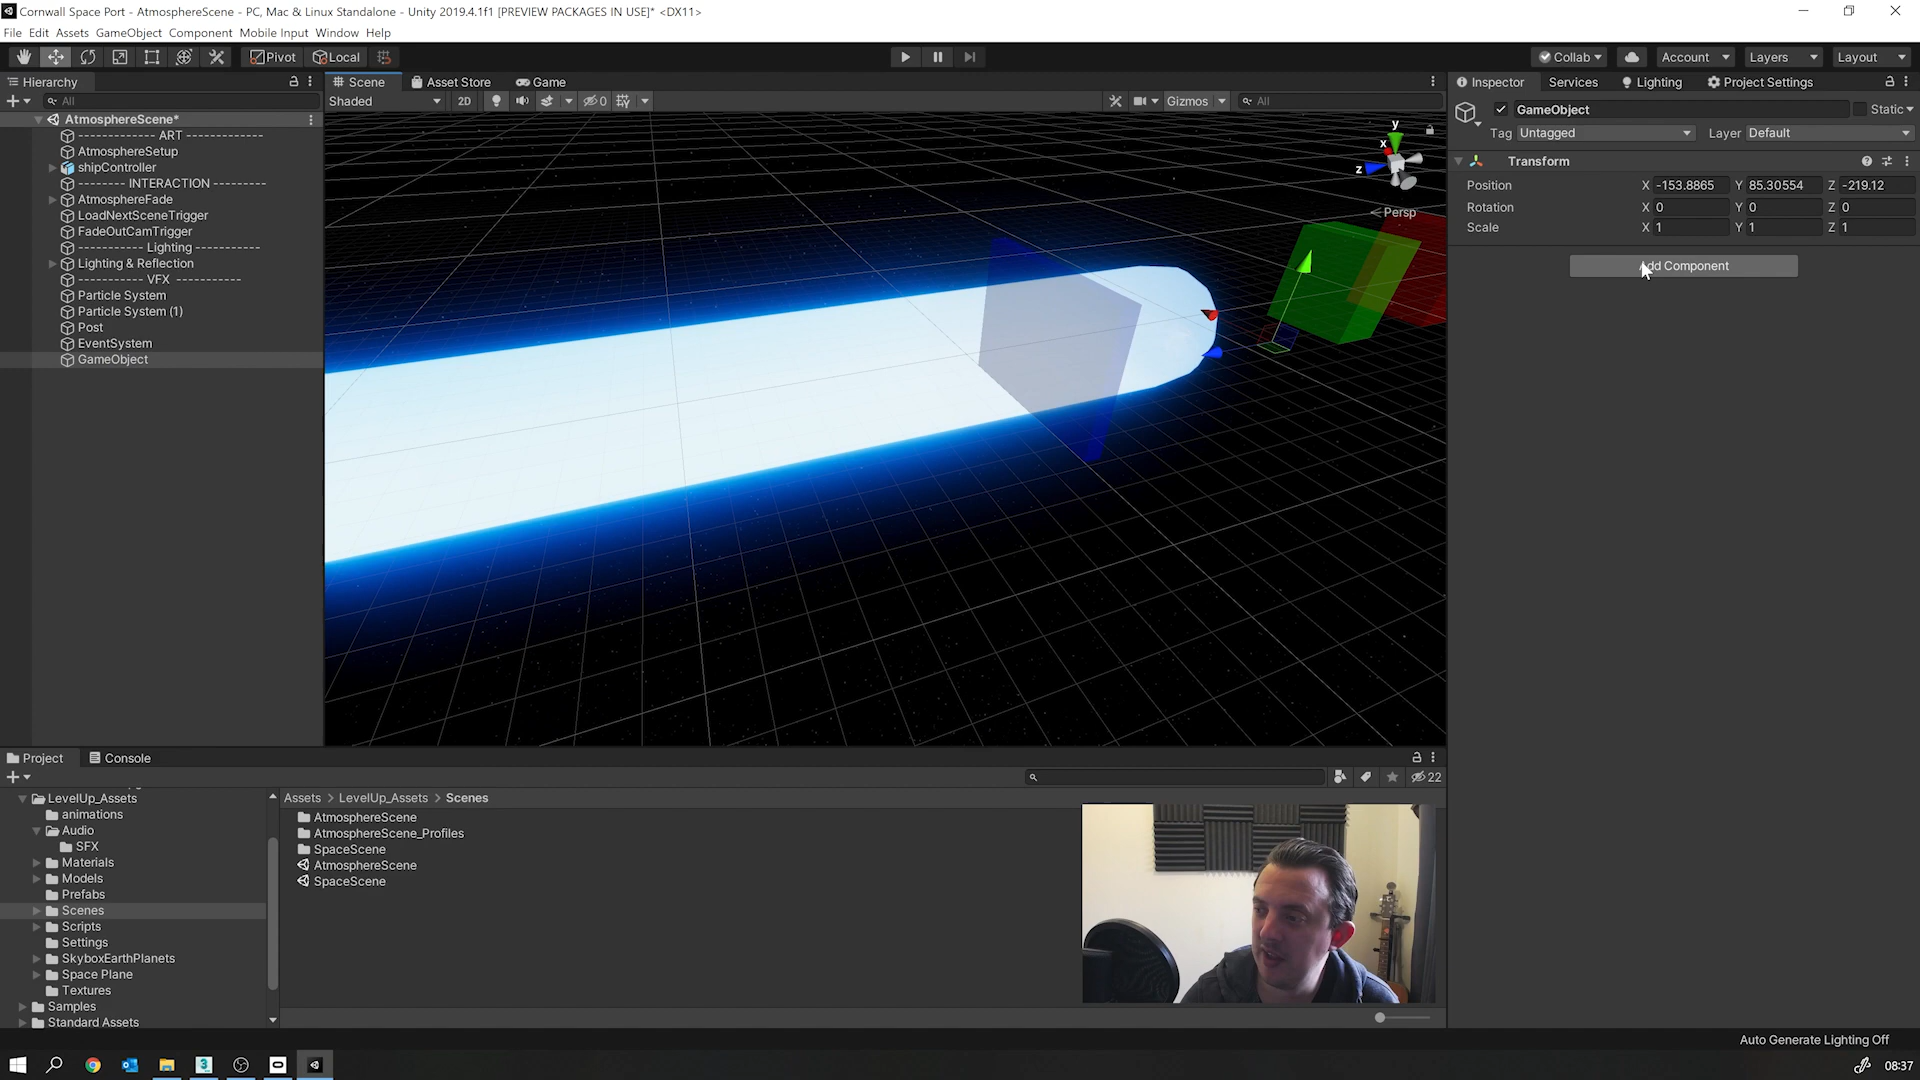 Cornwall Space Port - AtmosphereScene - PC, Mac & Linux Standalone - Unity 2019.4.1f1 [PREVIEW PACKAGES IN USE]* <DX11>
File Edit Assets GameObject Component Mobile Input Window Help
Pivot Local Collab Account Layers Layout
Hierarchy Scene Asset Store Game Inspector Services Lighting Project Settings
All Shaded 2D 0 Gizmos All
GameObject Static
Tag Untagged Layer Default
Transform
Position X -153.8865 Y 85.30554 Z -219.12
Rotation X 0 Y 0 Z 0
Scale X 1 Y 1 Z 1
Add Component
AtmosphereScene*
------------- ART -------------
AtmosphereSetup
shipController
-------- INTERACTION ---------
AtmosphereFade
LoadNextSceneTrigger
FadeOutCamTrigger
----------- Lighting -----------
Lighting & Reflection
----------- VFX -----------
Particle System
Particle System (1)
Post
EventSystem
GameObject
y
x
z
< Persp
Project Console
22
LevelUp_Assets
animations
Audio
SFX
Materials
Models
Prefabs
Scenes
Scripts
Settings
SkyboxEarthPlanets
Space Plane
Textures
Samples
Standard Assets
Assets > LevelUp_Assets > Scenes
AtmosphereScene
AtmosphereScene_Profiles
SpaceScene
AtmosphereScene
SpaceScene
Auto Generate Lighting Off
3
08:37